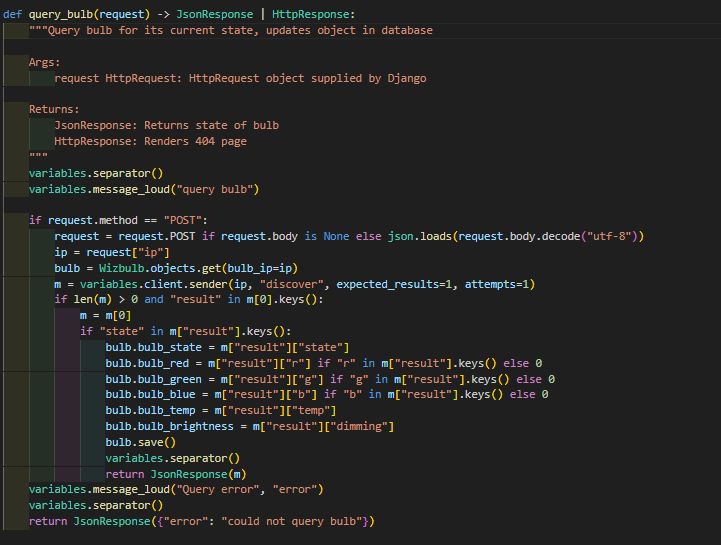 def query_bulb(request) -> JsonResponse | HttpResponse:
    """Query bulb for its current state, updates object in database

    Args:
        request HttpRequest: HttpRequest object supplied by Django

    Returns:
        JsonResponse: Returns state of bulb
        HttpResponse: Renders 404 page
    """
    variables.separator()
    variables.message_loud("query bulb")

    if request.method == "POST":
        request = request.POST if request.body is None else json.loads(request.body.decode("utf-8"))
        ip = request["ip"]
        bulb = Wizbulb.objects.get(bulb_ip=ip)
        m = variables.client.sender(ip, "discover", expected_results=1, attempts=1)
        if len(m) > 0 and "result" in m[0].keys():
            m = m[0]
            if "state" in m["result"].keys():
                bulb.bulb_state = m["result"]["state"]
                bulb.bulb_red = m["result"]["r"] if "r" in m["result"].keys() else 0
                bulb.bulb_green = m["result"]["g"] if "g" in m["result"].keys() else 0
                bulb.bulb_blue = m["result"]["b"] if "b" in m["result"].keys() else 0
                bulb.bulb_temp = m["result"]["temp"]
                bulb.bulb_brightness = m["result"]["dimming"]
                bulb.save()
                variables.separator()
                return JsonResponse(m)
    variables.message_loud("Query error", "error")
    variables.separator()
    return JsonResponse({"error": "could not query bulb"})